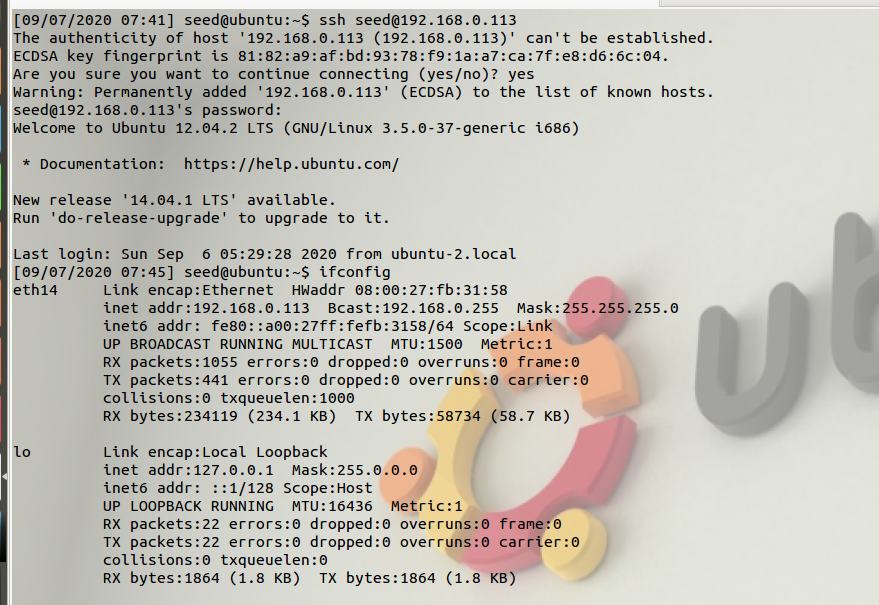 [09/07/2020 07:41] seed@ubuntu:~$ ssh seed@192.168.0.113
The authenticity of host '192.168.0.113 (192.168.0.113)' can't be established.
ECDSA key fingerprint is 81:82:a9:af:bd:93:78:f9:1a:a7:ca:7f:e8:d6:6c:04.
Are you sure you want to continue connecting (yes/no)? yes
Warning: Permanently added '192.168.0.113' (ECDSA) to the list of known hosts.
seed@192.168.0.113's password:
Welcome to Ubuntu 12.04.2 LTS (GNU/Linux 3.5.0-37-generic i686)

 * Documentation:  https://help.ubuntu.com/

New release '14.04.1 LTS' available.
Run 'do-release-upgrade' to upgrade to it.

Last login: Sun Sep  6 05:29:28 2020 from ubuntu-2.local
[09/07/2020 07:45] seed@ubuntu:~$ ifconfig
eth14     Link encap:Ethernet  HWaddr 08:00:27:fb:31:58
          inet addr:192.168.0.113  Bcast:192.168.0.255  Mask:255.255.255.0
          inet6 addr: fe80::a00:27ff:fefb:3158/64 Scope:Link
          UP BROADCAST RUNNING MULTICAST  MTU:1500  Metric:1
          RX packets:1055 errors:0 dropped:0 overruns:0 frame:0
          TX packets:441 errors:0 dropped:0 overruns:0 carrier:0
          collisions:0 txqueuelen:1000
          RX bytes:234119 (234.1 KB)  TX bytes:58734 (58.7 KB)

lo        Link encap:Local Loopback
          inet addr:127.0.0.1  Mask:255.0.0.0
          inet6 addr: ::1/128 Scope:Host
          UP LOOPBACK RUNNING  MTU:16436  Metric:1
          RX packets:22 errors:0 dropped:0 overruns:0 frame:0
          TX packets:22 errors:0 dropped:0 overruns:0 carrier:0
          collisions:0 txqueuelen:0
          RX bytes:1864 (1.8 KB)  TX bytes:1864 (1.8 KB)
ub